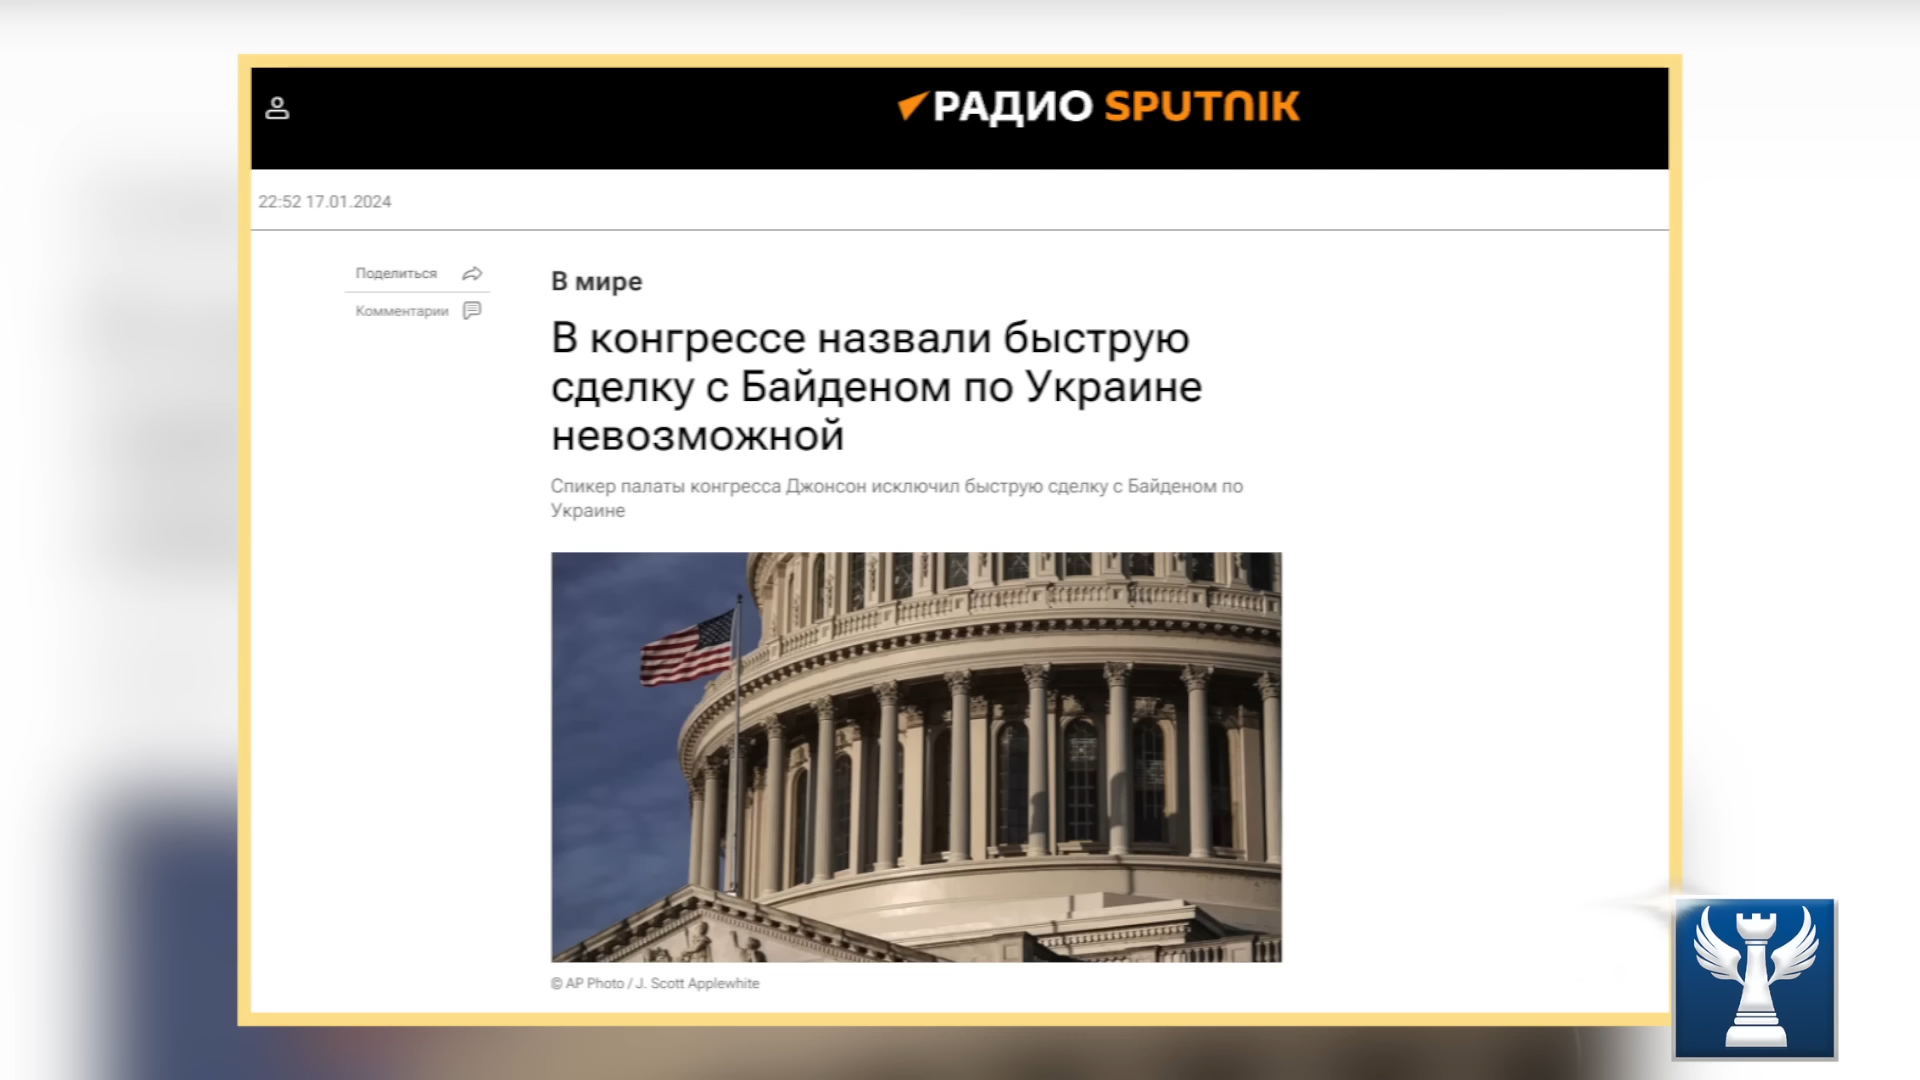 РАДИО SPUTNIK
22:52 17.01.2024
Поделиться
Комментарии
В мире
В конгрессе назвали быструю
сделку с Байденом по Украине
невозможной
Спикер палаты конгресса Джонсон исключил быструю сделку с Байденом по
Украине
© AP Photo / J. Scott Applewhite